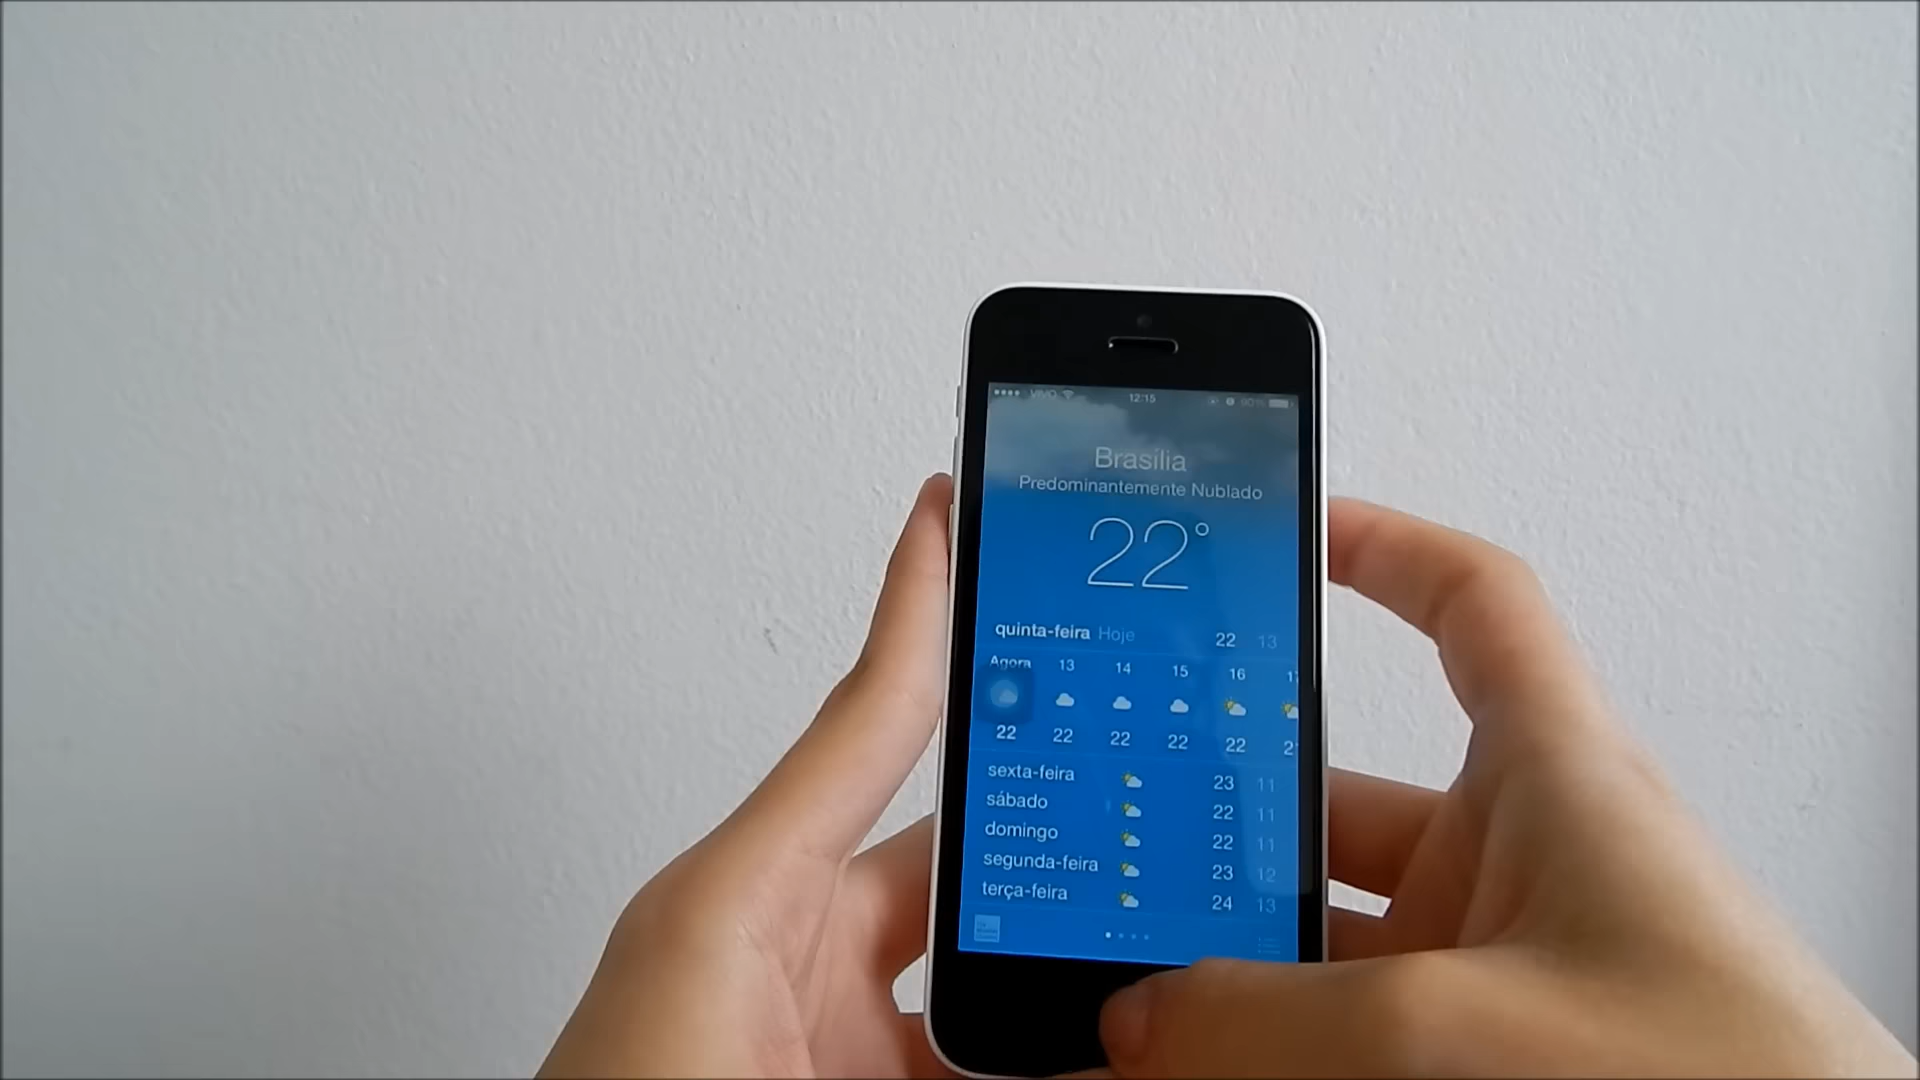 VIVO 12:15 90%
Brasília
Predominantemente Nublado
22°
quinta-feira Hoje 22 13
Agora 13 14 15 16
22 22 22 22 22
sexta-feira 23 11
sábado 22 11
domingo 22 11
segunda-feira 23 12
terça-feira 24 13